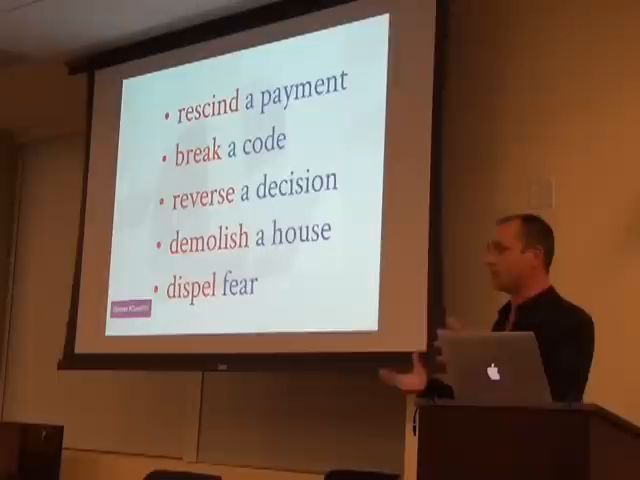 • rescind a payment
• break a code
• reverse a decision
• demolish a house
• dispel fear